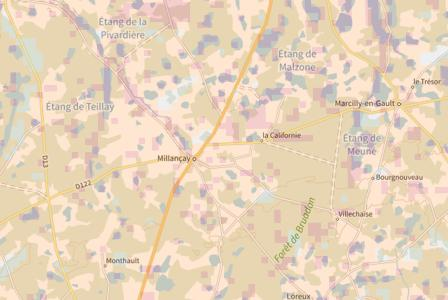 Étang de la
Pivardière
Étang de
Malzone
le Trésor
Étang de Teillay
Marcilly-en-Gault
la Californie
Étang de
Meune
Millançay
D13
Bourgnouveau
D122
Villechaise
Forêt de Bruadan
Monthault
Loreux